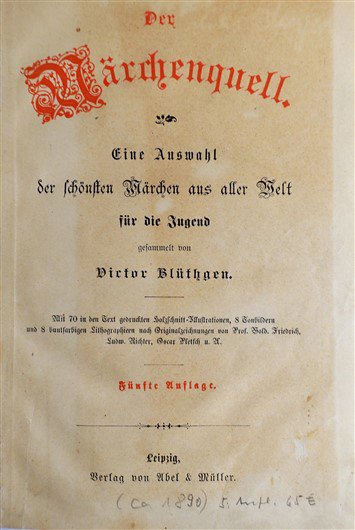 Der
Märchenquell.
Eine Auswahl
der schönsten Märchen aus aller Welt
für die Jugend
gesammelt von
Victor Blüthgen.
Mit 70 in den Text gedruckten Holzschnitt-Illustrationen, 8 Tonbildern
und 8 buntfarbigen Lithographieen nach Originalzeichnungen von Prof. Wold. Friedrich,
Ludw. Richter, Oscar Pletsch u. A.
Fünfte Auflage.
Leipzig,
Verlag von Abel & Müller.
(ca 1890) 5. Aufl. 65 €